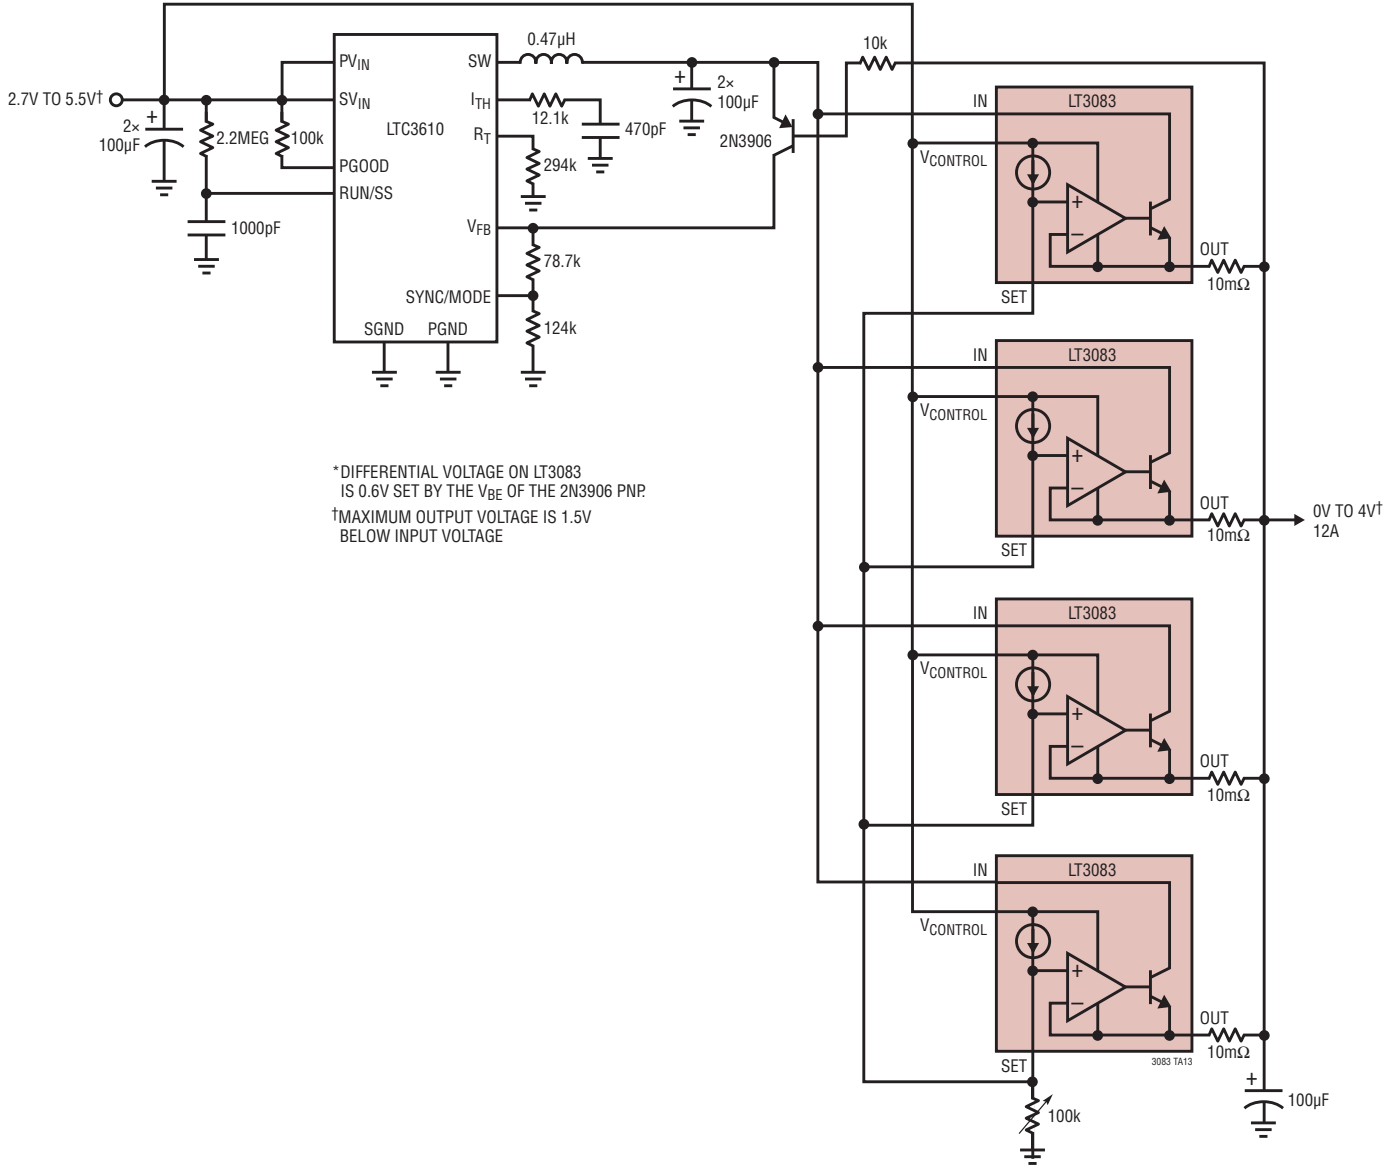 0.47µH
10k
PVIN
SW
2.7V TO 5.5V†
SVIN
ITH
+
2×
100µF
IN
LT3083
+
2×
100µF
2.2MEG
100k
LTC3610
12.1k
470pF
RT
2N3906
VCONTROL
PGOOD
294k
RUN/SS
+
–
1000pF
VFB
78.7k
OUT
10mΩ
SYNC/MODE
SET
124k
SGND
PGND
IN
LT3083
VCONTROL
+
–
*DIFFERENTIAL VOLTAGE ON LT3083
IS 0.6V SET BY THE VBE OF THE 2N3906 PNP.
†MAXIMUM OUTPUT VOLTAGE IS 1.5V
BELOW INPUT VOLTAGE
OUT
10mΩ
0V TO 4V†
12A
SET
IN
LT3083
VCONTROL
+
–
OUT
10mΩ
SET
IN
LT3083
VCONTROL
+
–
OUT
10mΩ
SET
3083 TA13
+
100µF
100k